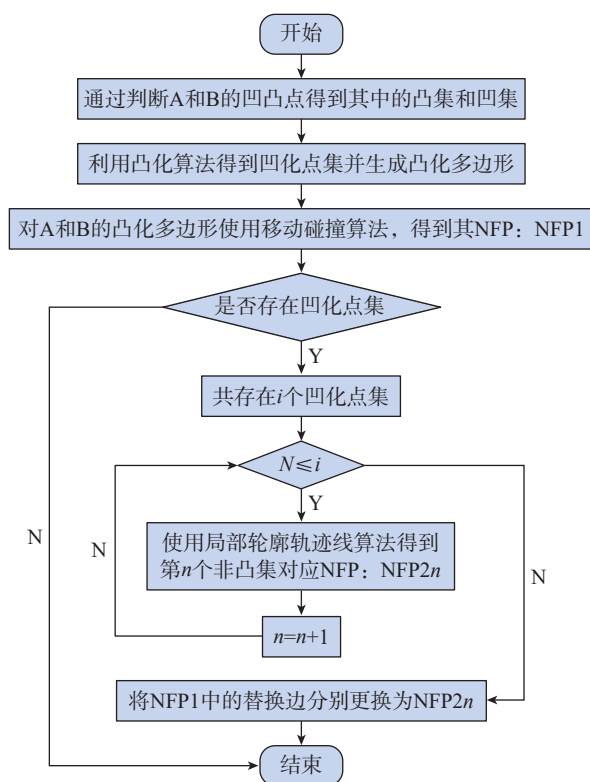 开始
通过判断A和B的凹凸点得到其中的凸集和凹集
利用凸化算法得到凹化点集并生成凸化多边形
对A和B的凸化多边形使用移动碰撞算法，得到其NFP：NFP1
是否存在凹化点集
Y
共存在i个凹化点集
N≤i
Y
N
N
使用局部轮廓轨迹线算法得到
第n个非凸集对应NFP：NFP2n
N
n=n+1
将NFP1中的替换边分别更换为NFP2n
结束